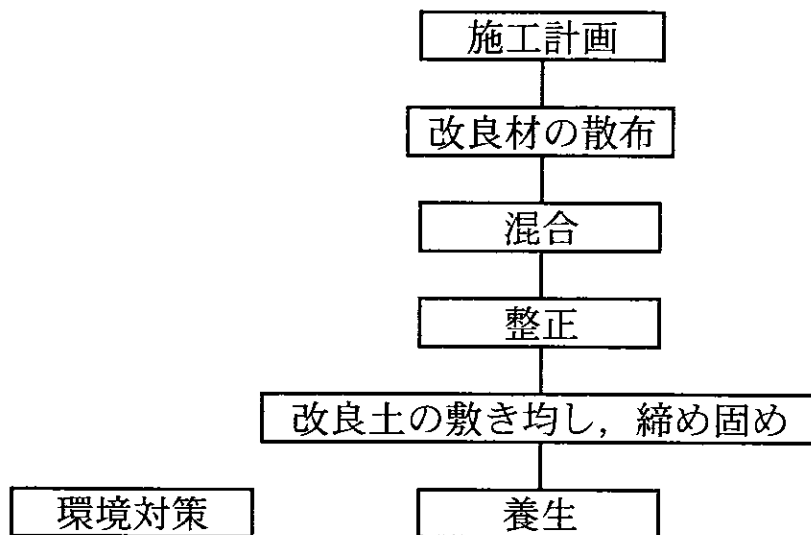 施工計画
改良材の散布
混合
整正
改良土の敷き均し，締め固め
環境対策
養生